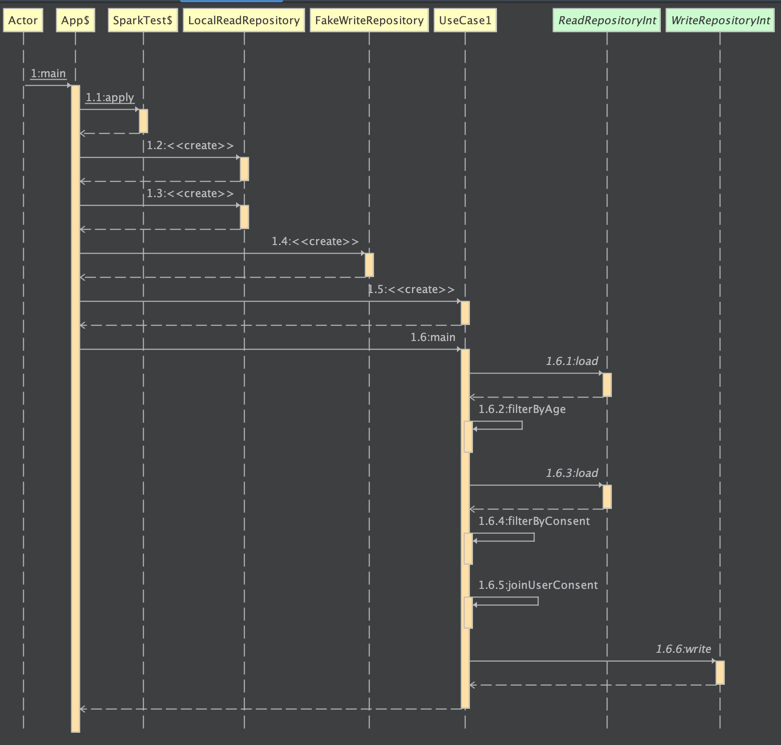 Actor
App$
SparkTest$
LocalReadRepository
FakeWriteRepository
UseCase1
ReadRepositoryInt
WriteRepositoryInt
1:main
1.1:apply
1.2:<<create>>
1.3:<<create>>
1.4:<<create>>
1.5:<<create>>
1.6:main
1.6.1:load
1.6.2:filterByAge
1.6.3:load
1.6.4:filterByConsent
1.6.5:joinUserConsent
1.6.6:write